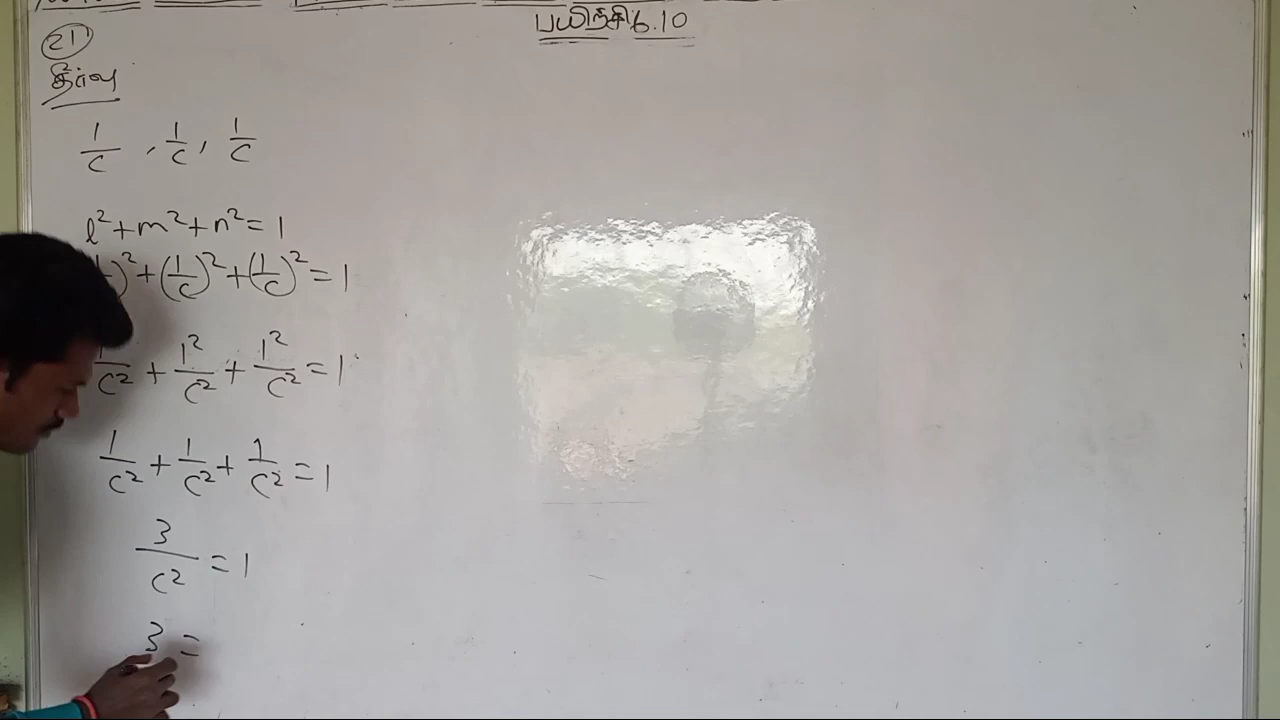 பயிற்சி 6.10
21
தீர்வு
1/c , 1/c , 1/c
l²+m²+n²=1
)²+(1/c)²+(1/c)²=1
1/c² + 1²/c² + 1²/c² = 1
1/c² + 1/c² + 1/c² = 1
3/c² = 1
3 =